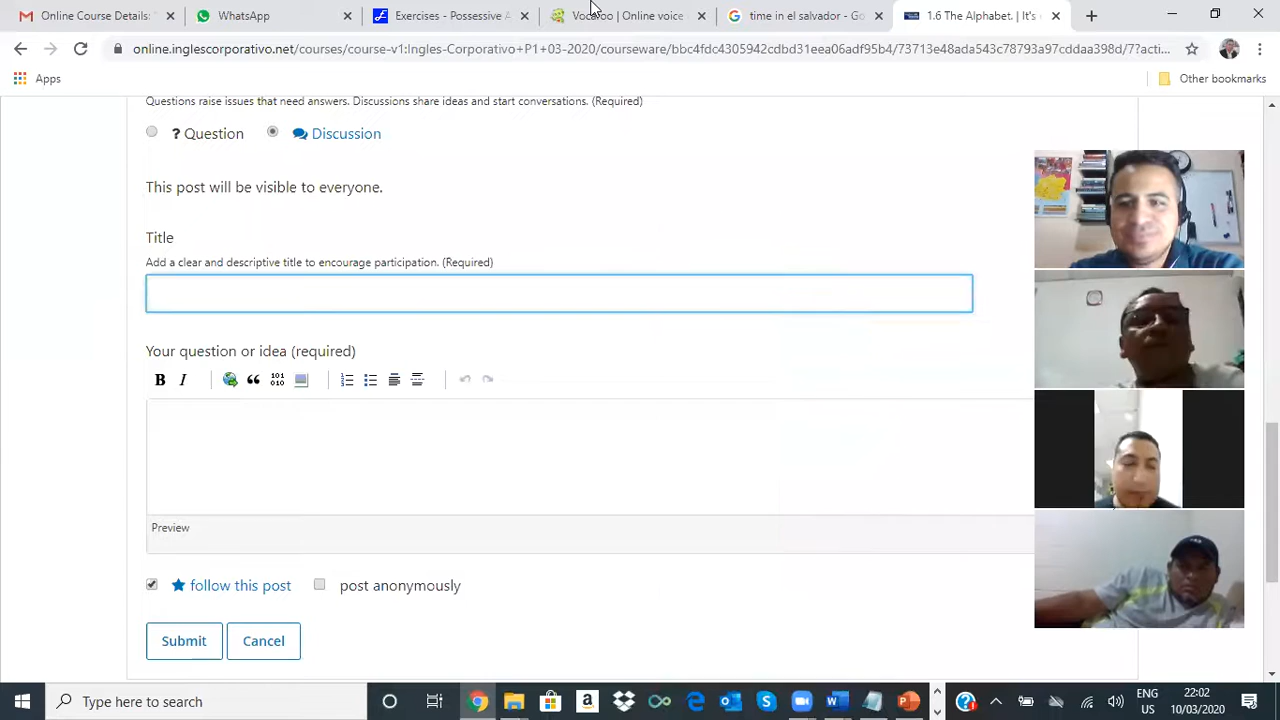 Online Course Details
WhatsApp
Exercises - Possessive A
Vocaroo | Online voice
time in el salvador - Go
1.6 The Alphabet. | It's
online.inglescorporativo.net/courses/course-v1:Ingles-Corporativo+P1+03-2020/courseware/bbc4fdc4305942cdbd31eea06adf95b4/73713e48ada543c78793a97cddaa398d/7?acti...
Apps
Other bookmarks
Questions raise issues that need answers. Discussions share ideas and start conversations. (Required)
? Question
Discussion
This post will be visible to everyone.
Title
Add a clear and descriptive title to encourage participation. (Required)
Your question or idea (required)
B I
Preview
follow this post
post anonymously
Submit
Cancel
Type here to search
ENG
US
22:02
10/03/2020